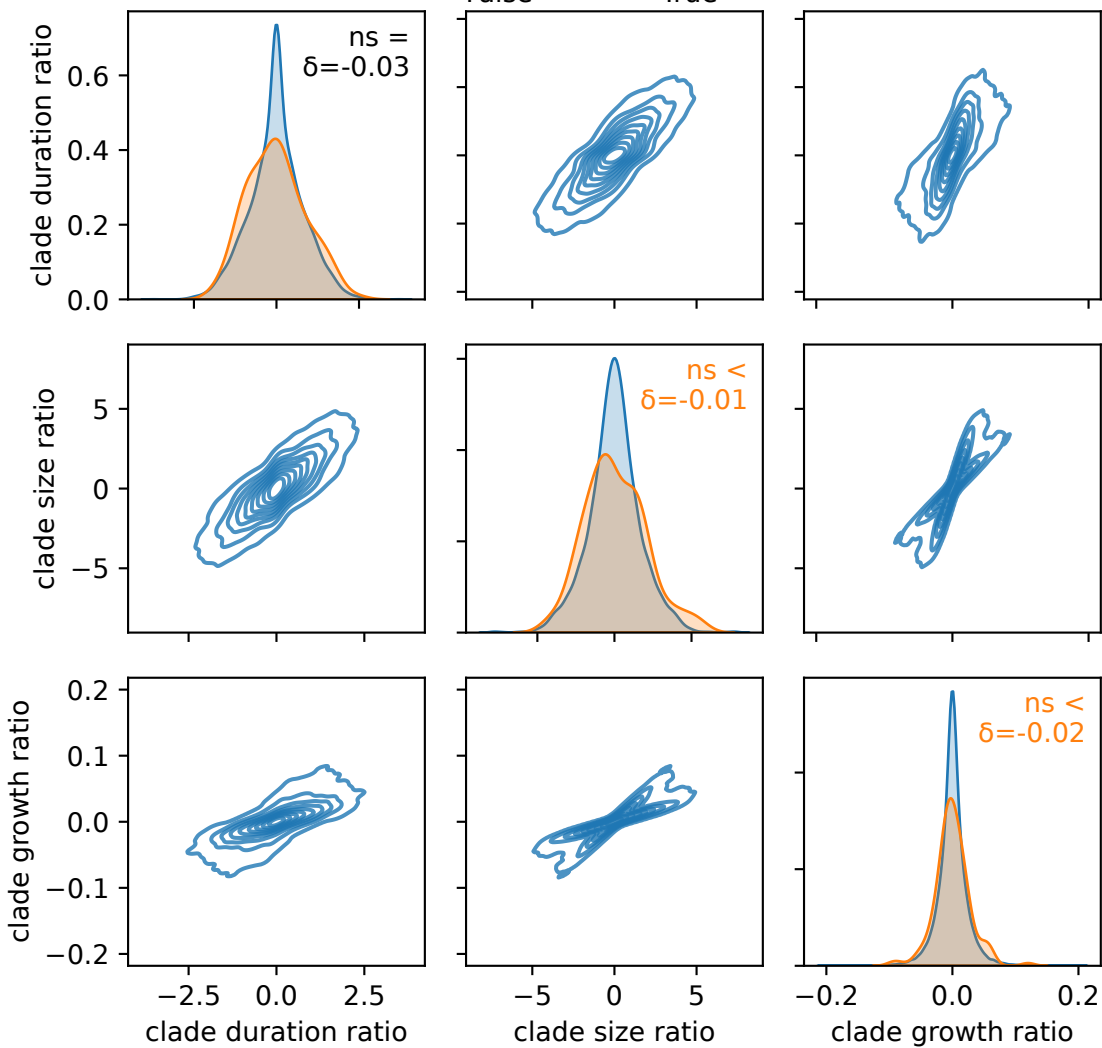 clade duration ratio
0.6
0.4
0.2
0.0
ns =
δ=-0.03
clade size ratio
5
0
−5
ns <
δ=-0.01
clade growth ratio
0.2
0.1
0.0
−0.1
−0.2
ns <
δ=-0.02
−2.5 0.0 2.5
−5 0 5
−0.2 0.0 0.2
clade duration ratio
clade size ratio
clade growth ratio